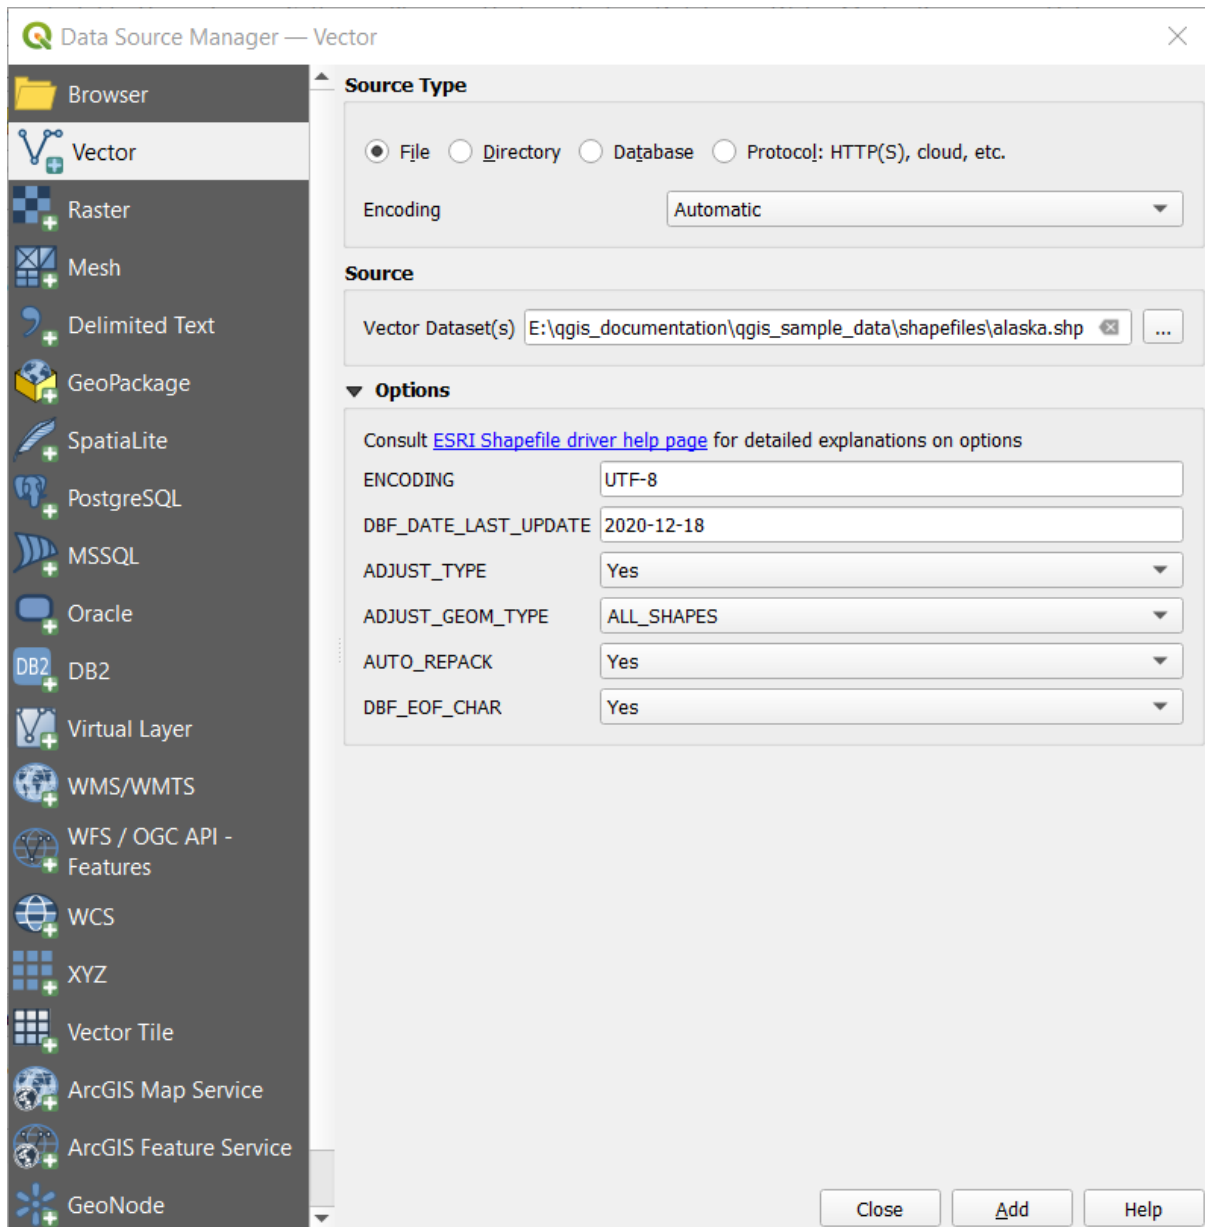 Data Source Manager — Vector
Browser
Vector
Raster
Mesh
Delimited Text
GeoPackage
SpatiaLite
PostgreSQL
MSSQL
Oracle
DB2
DB2
Virtual Layer
WMS/WMTS
WFS / OGC API -
Features
WCS
XYZ
Vector Tile
ArcGIS Map Service
ArcGIS Feature Service
GeoNode
Source Type
File Directory Database Protocol: HTTP(S), cloud, etc.
Encoding Automatic
Source
Vector Dataset(s) E:\qgis_documentation\qgis_sample_data\shapefiles\alaska.shp ...
Options
Consult ESRI Shapefile driver help page for detailed explanations on options
ENCODING UTF-8
DBF_DATE_LAST_UPDATE 2020-12-18
ADJUST_TYPE Yes
ADJUST_GEOM_TYPE ALL_SHAPES
AUTO_REPACK Yes
DBF_EOF_CHAR Yes
Close Add Help